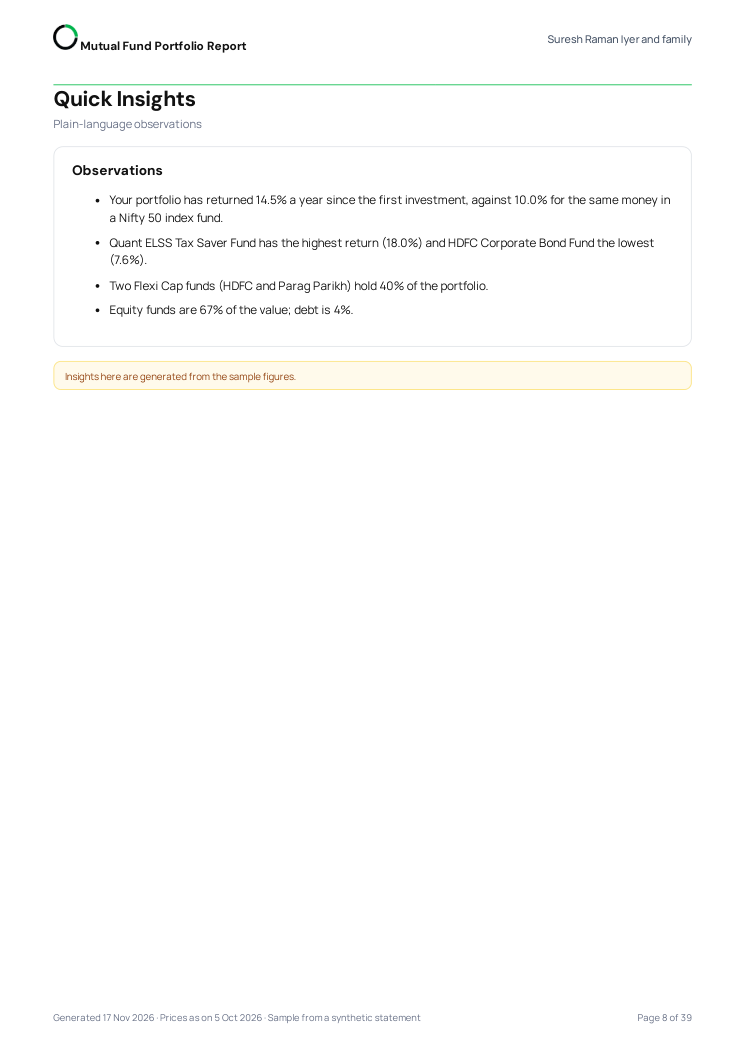 Mutual Fund Portfolio Report
Suresh Raman Iyer and family
Quick Insights
Plain-language observations
Observations
• Your portfolio has returned 14.5% a year since the first investment, against 10.0% for the same money in
a Nifty 50 index fund.
• Quant ELSS Tax Saver Fund has the highest return (18.0%) and HDFC Corporate Bond Fund the lowest
(7.6%).
• Two Flexi Cap funds (HDFC and Parag Parikh) hold 40% of the portfolio.
• Equity funds are 67% of the value; debt is 4%.
Insights here are generated from the sample figures.
Generated 17 Nov 2026 · Prices as on 5 Oct 2026 · Sample from a synthetic statement
Page 8 of 39